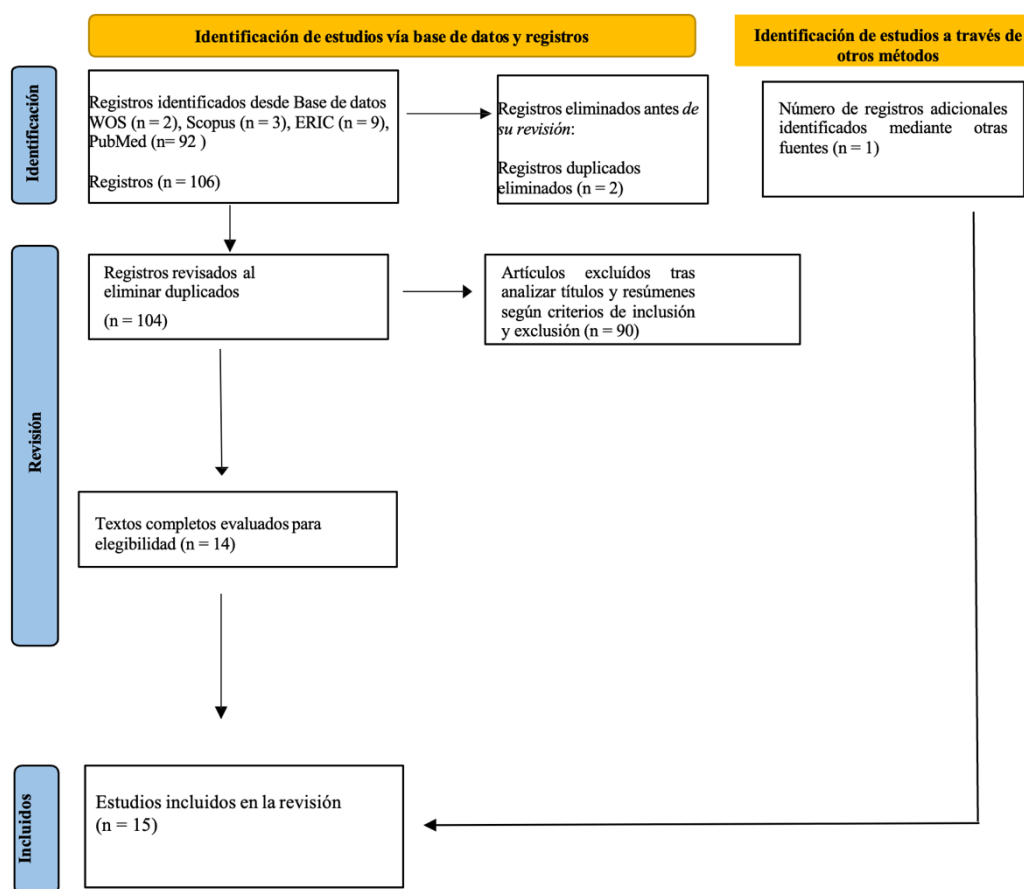 Identificación de estudios vía base de datos y registros
Identificación de estudios a través de
otros métodos
Identificación
Registros identificados desde Base de datos
WOS (n = 2), Scopus (n = 3), ERIC (n = 9),
PubMed (n= 92 )
Registros (n = 106)
Registros eliminados antes de
su revisión:
Registros duplicados
eliminados (n = 2)
Número de registros adicionales
identificados mediante otras
fuentes (n = 1)
Revisión
Registros revisados al
eliminar duplicados
(n = 104)
Artículos excluídos tras
analizar títulos y resúmenes
según criterios de inclusión
y exclusión (n = 90)
Textos completos evaluados para
elegibilidad (n = 14)
Incluidos
Estudios incluidos en la revisión
(n = 15)